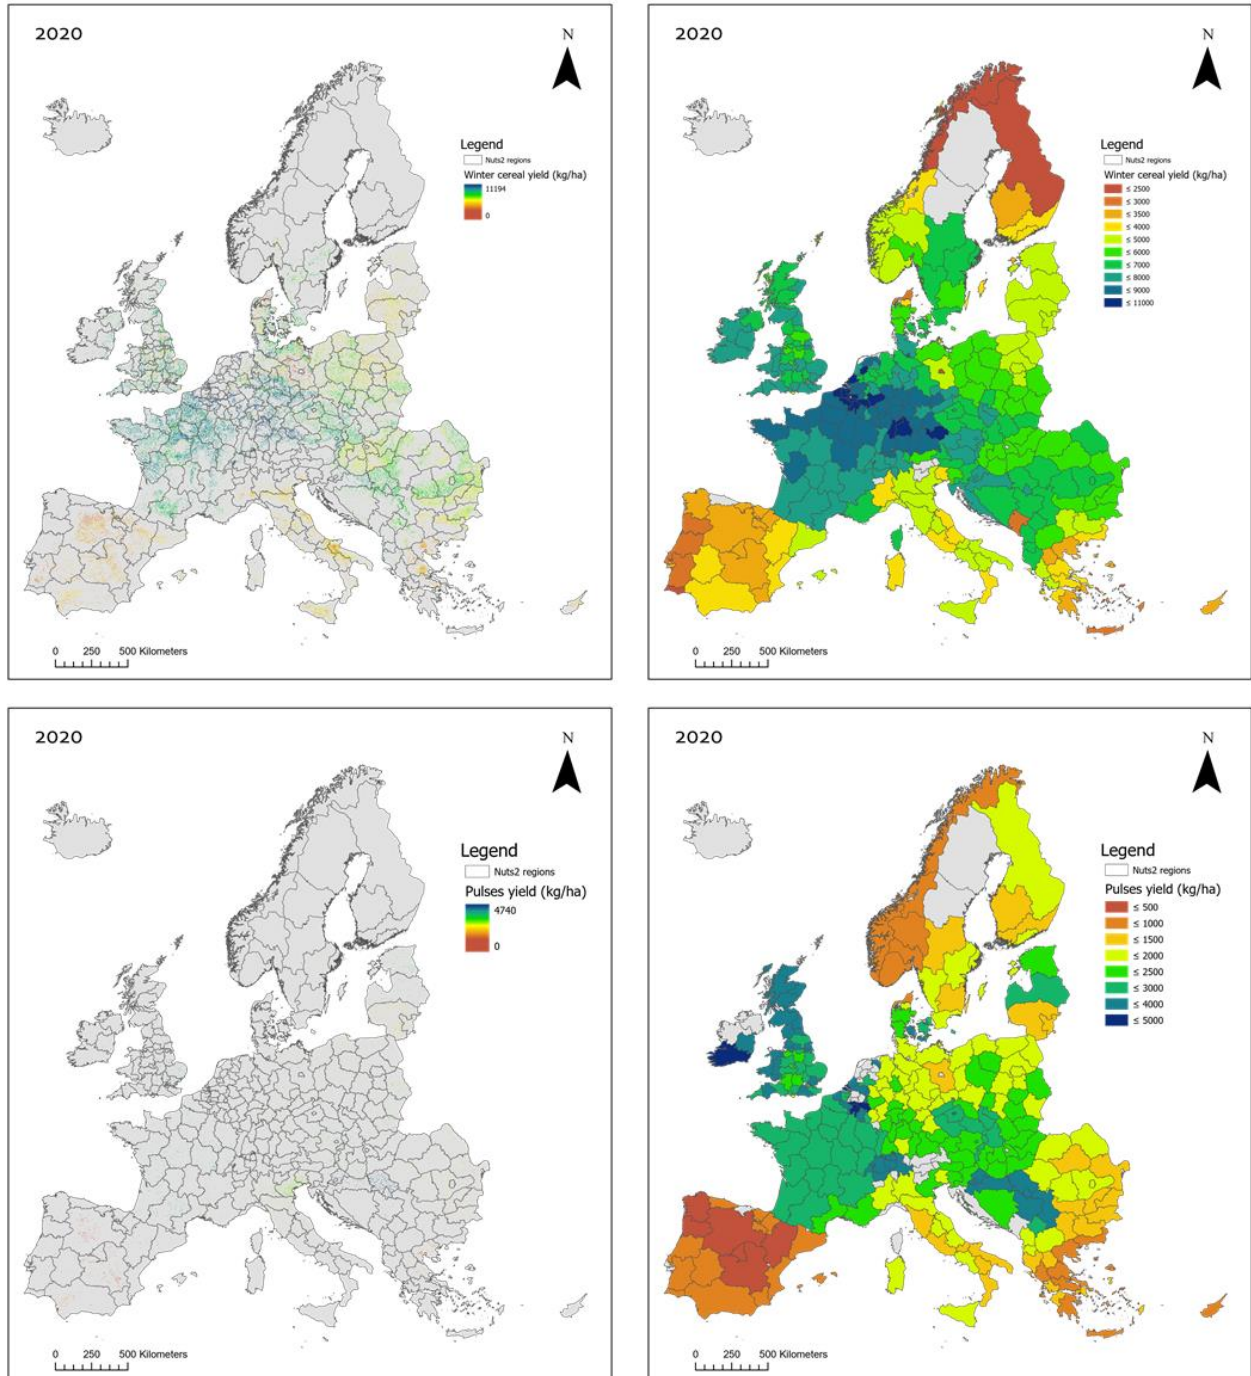 2020
N
Legend
Nuts2 regions
Winter cereal yield (kg/ha)
11194
0
0 250 500 Kilometers
2020
N
Legend
Nuts2 regions
Winter cereal yield (kg/ha)
≤ 2500
≤ 3000
≤ 3500
≤ 4000
≤ 5000
≤ 6000
≤ 7000
≤ 8000
≤ 9000
≤ 11000
0 250 500 Kilometers
2020
N
Legend
Nuts2 regions
Pulses yield (kg/ha)
4740
0
0 250 500 Kilometers
2020
N
Legend
Nuts2 regions
Pulses yield (kg/ha)
≤ 500
≤ 1000
≤ 1500
≤ 2000
≤ 2500
≤ 3000
≤ 4000
≤ 5000
0 250 500 Kilometers